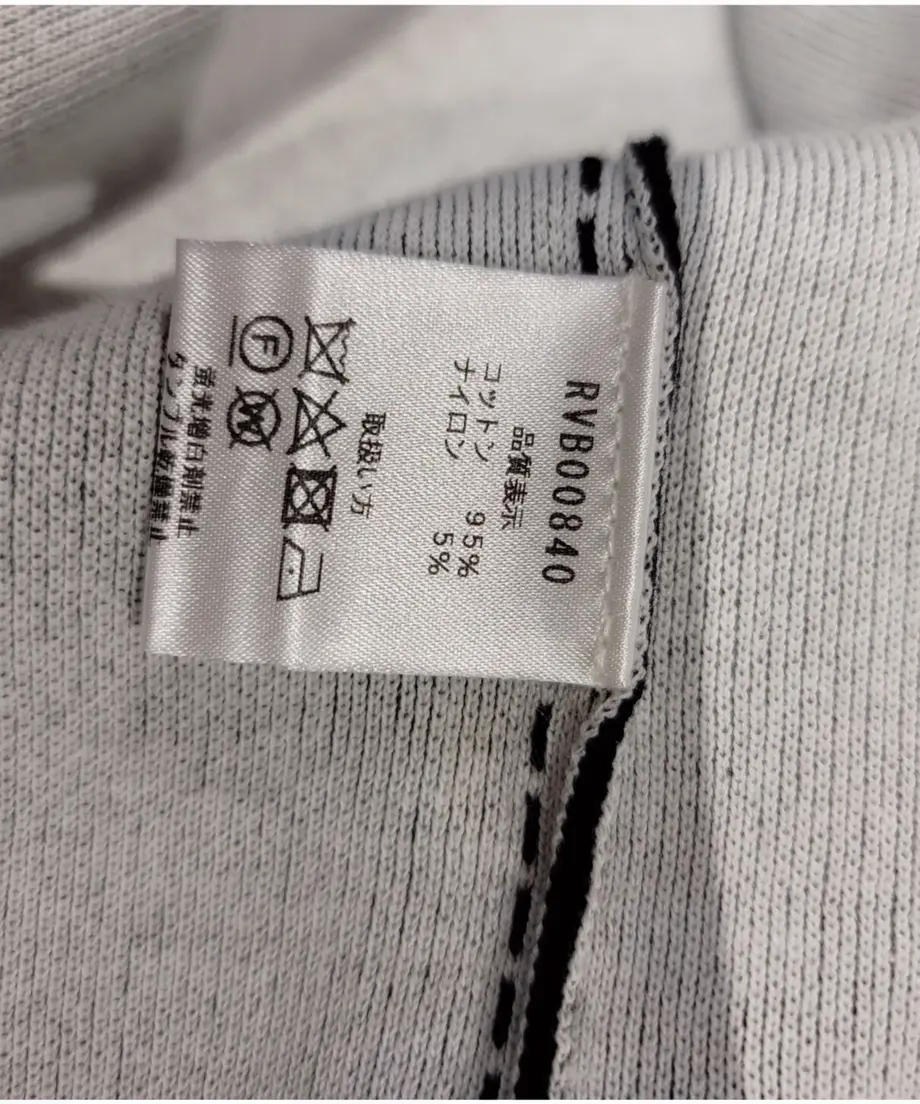 RVB00840
品質表示
コットン 95%
ナイロン 5%
取扱い方
F
W
蛍光増白剤禁止
タンブル乾燥禁止